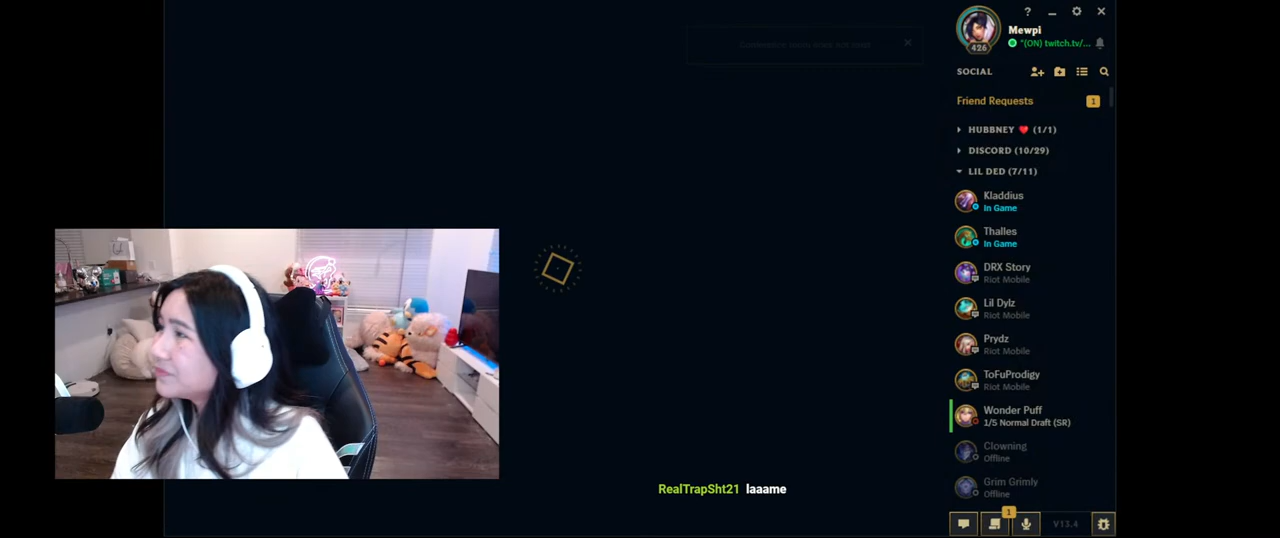 Mewpi
426
"(ON) twitch.tv/...
SOCIAL
Friend Requests
1
HUBBNEY ❤️ (1/1)
DISCORD (10/29)
LIL DED (7/11)
Kladdius
In Game
Thalles
In Game
DRX Story
Riot Mobile
Lil Dylz
Riot Mobile
Prydz
Riot Mobile
ToFuProdigy
Riot Mobile
Wonder Puff
1/5 Normal Draft (SR)
Clowning
Offline
Grim Grimly
Offline
RealTrapSht21 laaame
1
V13.4